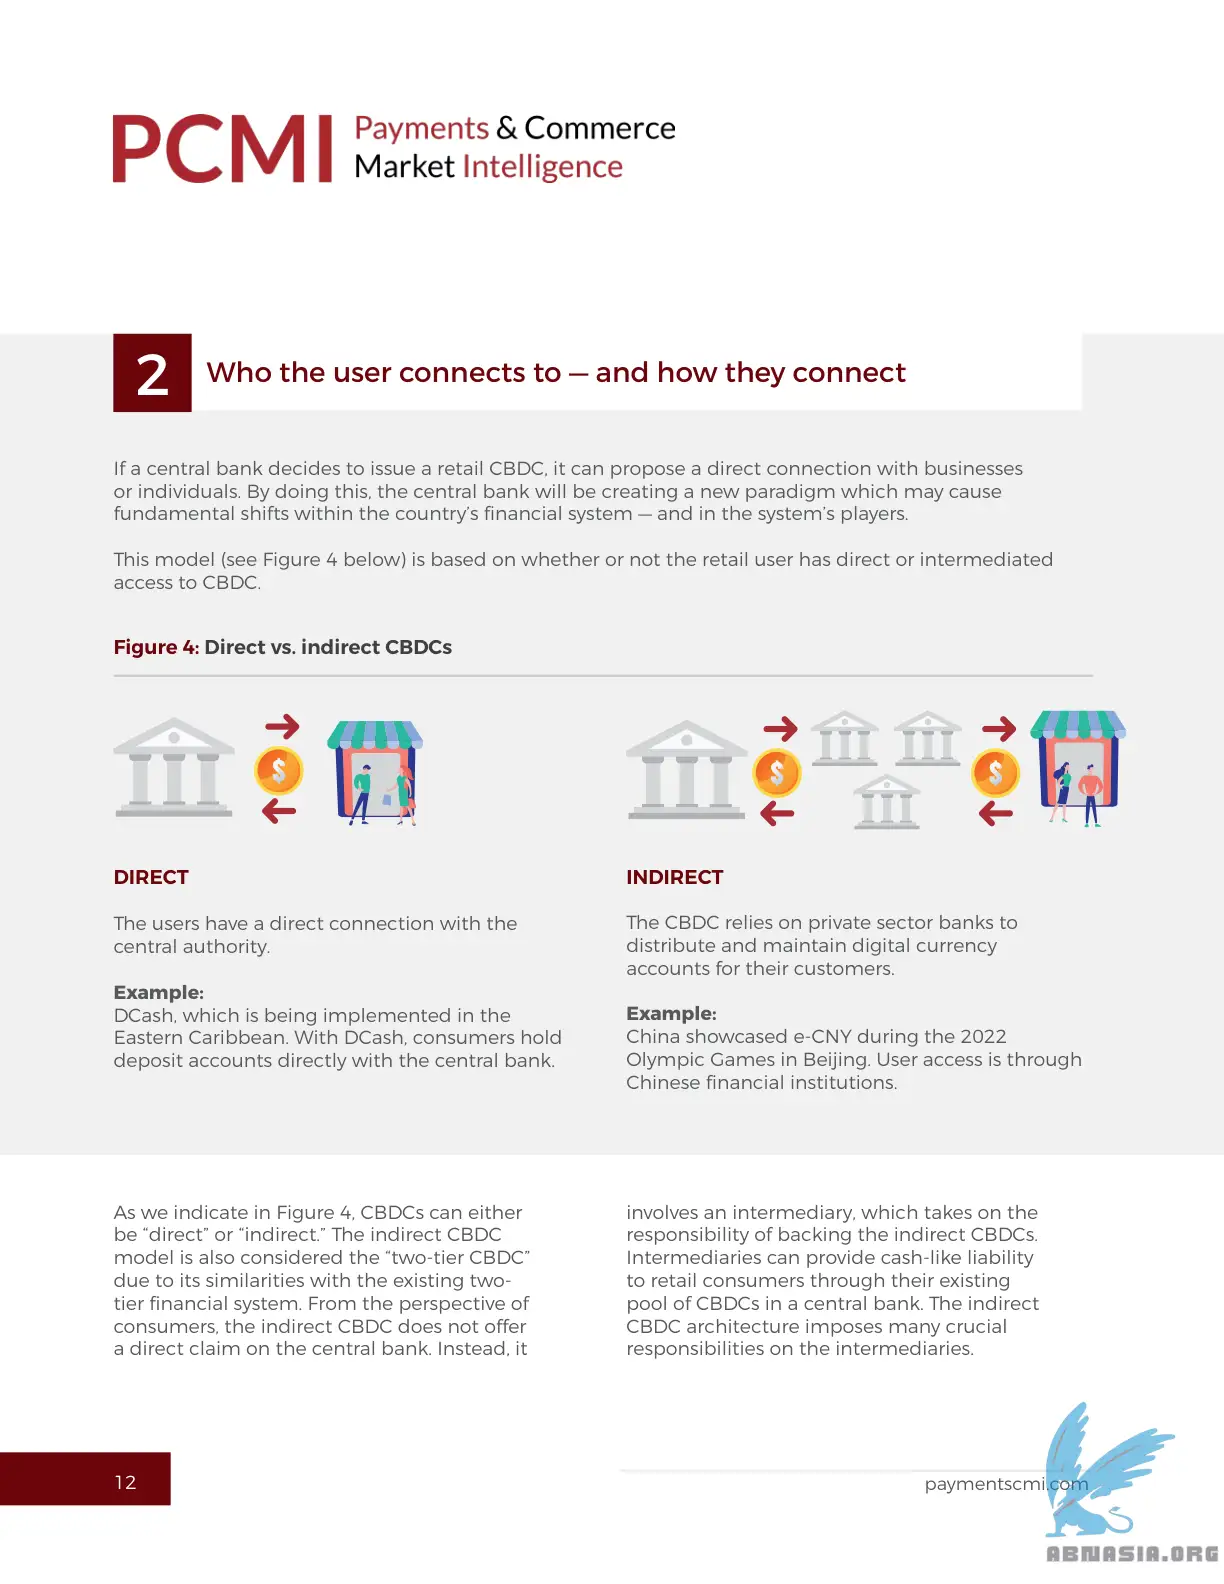 PCMI
Payments & Commerce
Market Intelligence
2
Who the user connects to — and how they connect
If a central bank decides to issue a retail CBDC, it can propose a direct connection with businesses
or individuals. By doing this, the central bank will be creating a new paradigm which may cause
fundamental shifts within the country’s financial system — and in the system’s players.
This model (see Figure 4 below) is based on whether or not the retail user has direct or intermediated
access to CBDC.
Figure 4: Direct vs. indirect CBDCs
$
$
$
DIRECT
The users have a direct connection with the
central authority.
Example:
DCash, which is being implemented in the
Eastern Caribbean. With DCash, consumers hold
deposit accounts directly with the central bank.
INDIRECT
The CBDC relies on private sector banks to
distribute and maintain digital currency
accounts for their customers.
Example:
China showcased e-CNY during the 2022
Olympic Games in Beijing. User access is through
Chinese financial institutions.
As we indicate in Figure 4, CBDCs can either
be “direct” or “indirect.” The indirect CBDC
model is also considered the “two-tier CBDC”
due to its similarities with the existing two-
tier financial system. From the perspective of
consumers, the indirect CBDC does not offer
a direct claim on the central bank. Instead, it
involves an intermediary, which takes on the
responsibility of backing the indirect CBDCs.
Intermediaries can provide cash-like liability
to retail consumers through their existing
pool of CBDCs in a central bank. The indirect
CBDC architecture imposes many crucial
responsibilities on the intermediaries.
12
paymentscmi.com
ABNASIA.ORG